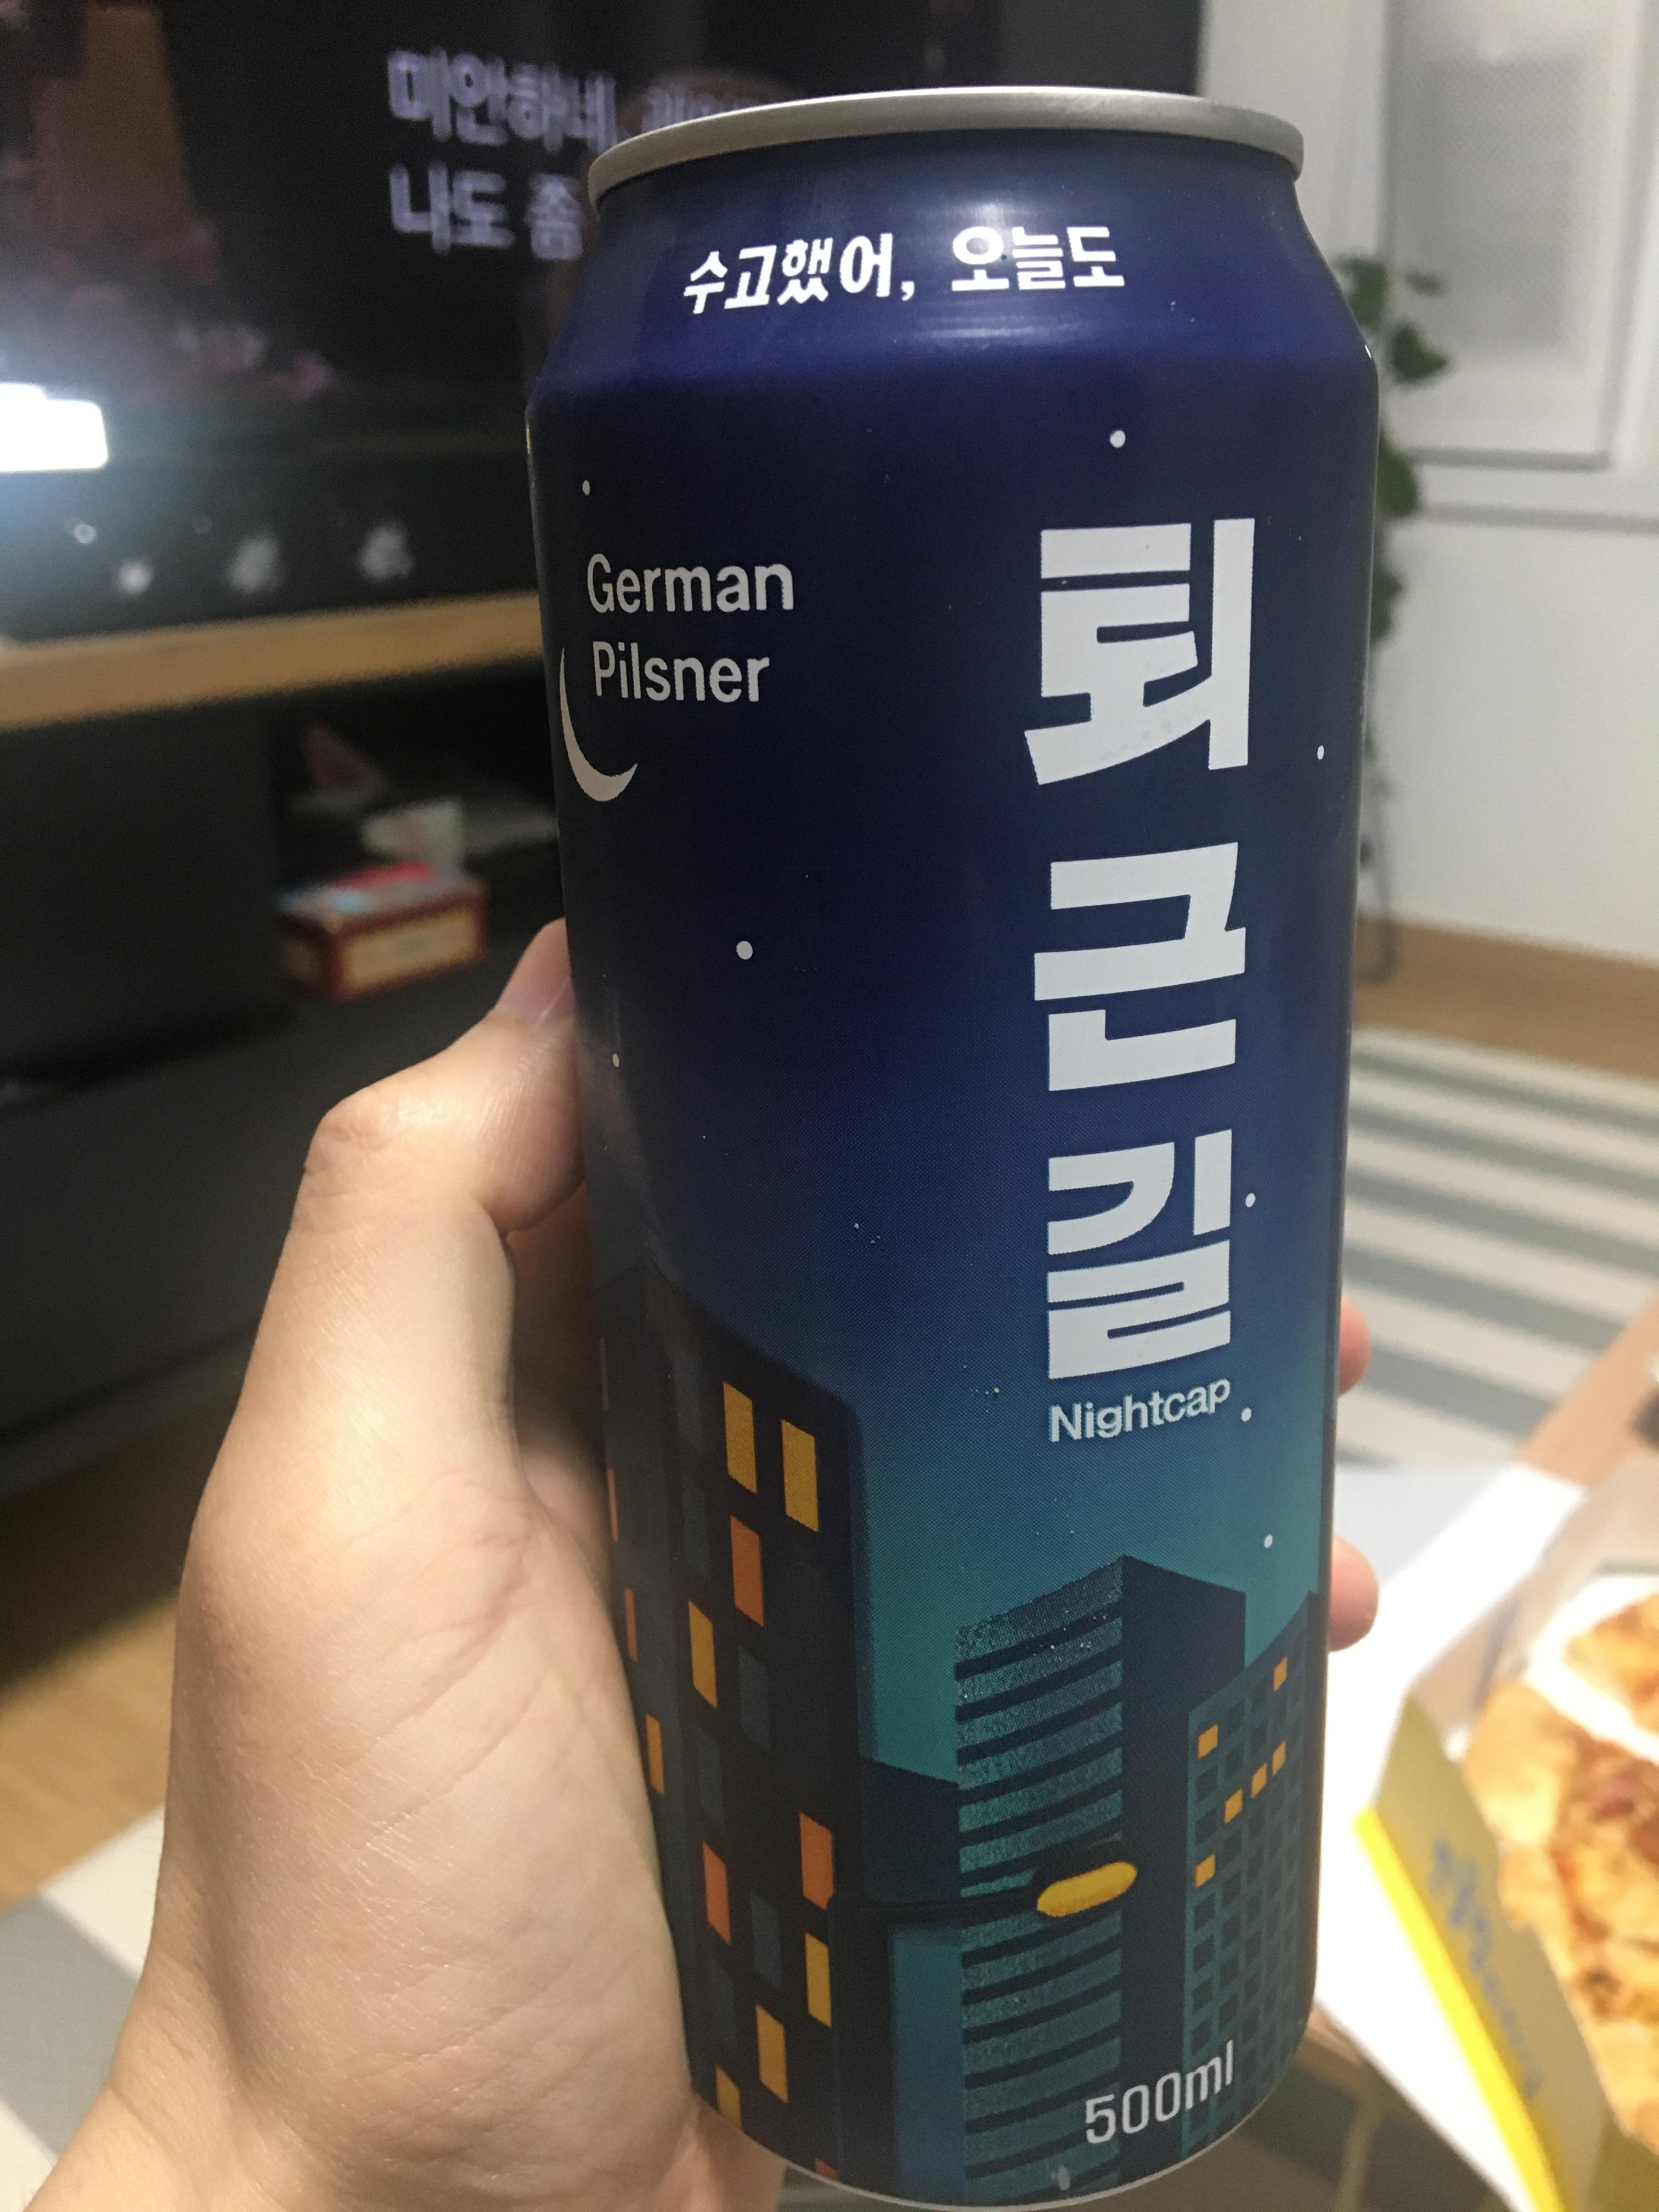 미안하네
나도 좀
수고했어, 오늘도
German
Pilsner
퇴근길
Nightcap
500ml